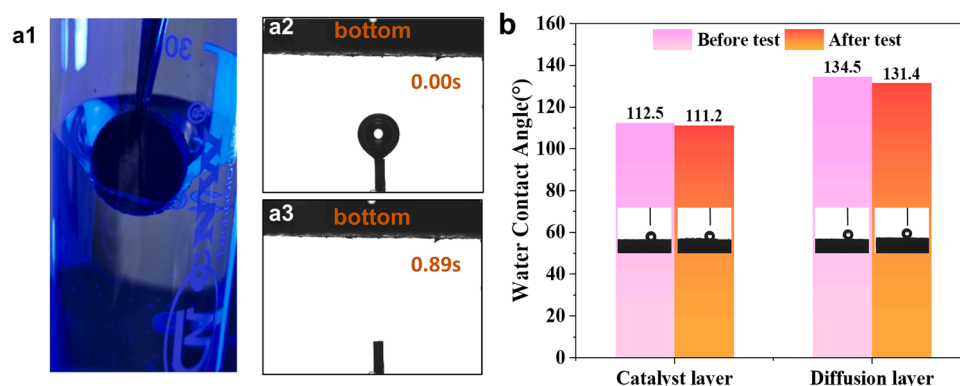 a1
30
a2
bottom
0.00s
a3
bottom
0.89s
b
Before test
After test
Water Contact Angle(°)
160
140
120
100
80
60
40
20
0
112.5
111.2
134.5
131.4
Catalyst layer
Diffusion layer